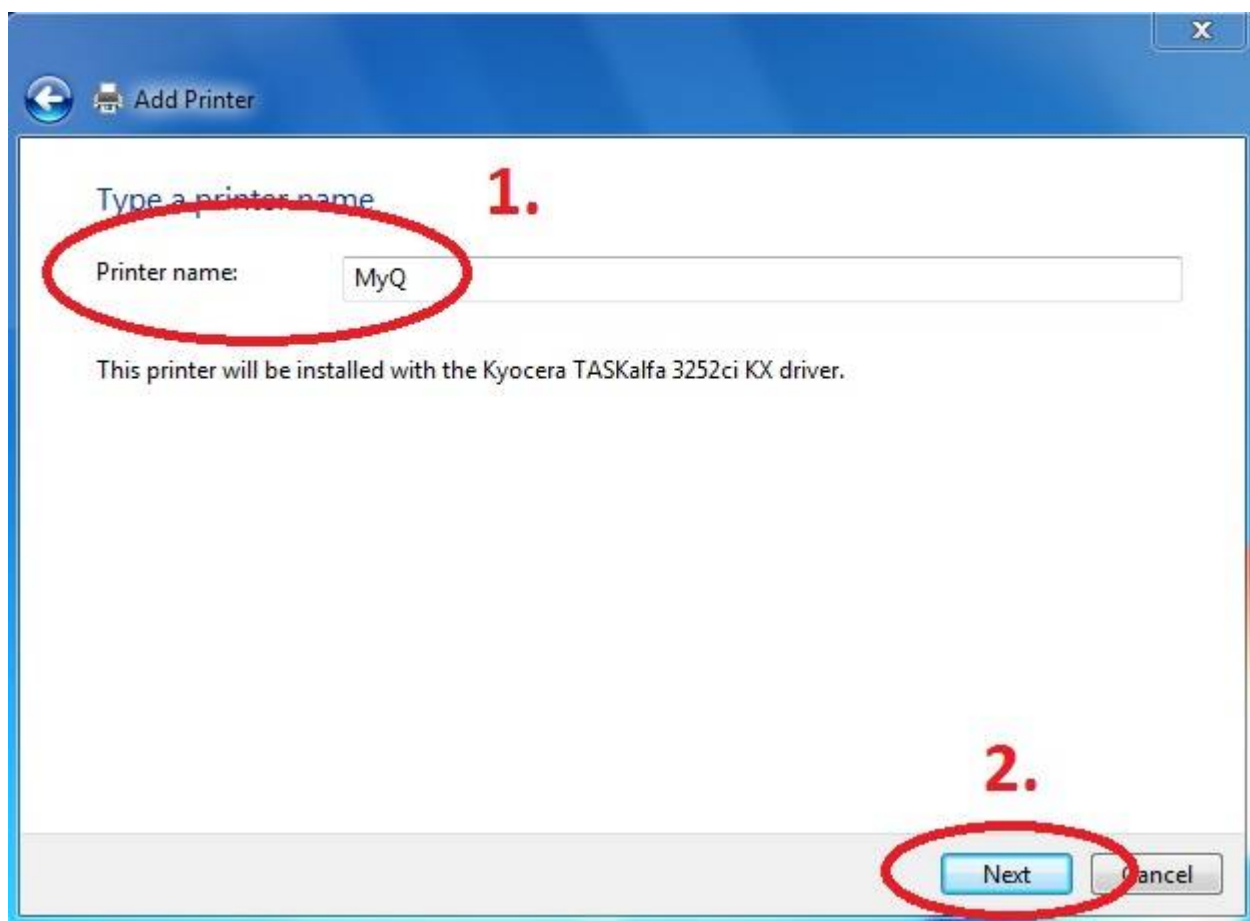 x
Add Printer
Type a printer name
1.
Printer name:
MyQ
This printer will be installed with the Kyocera TASKalfa 3252ci KX driver.
2.
Next
Cancel